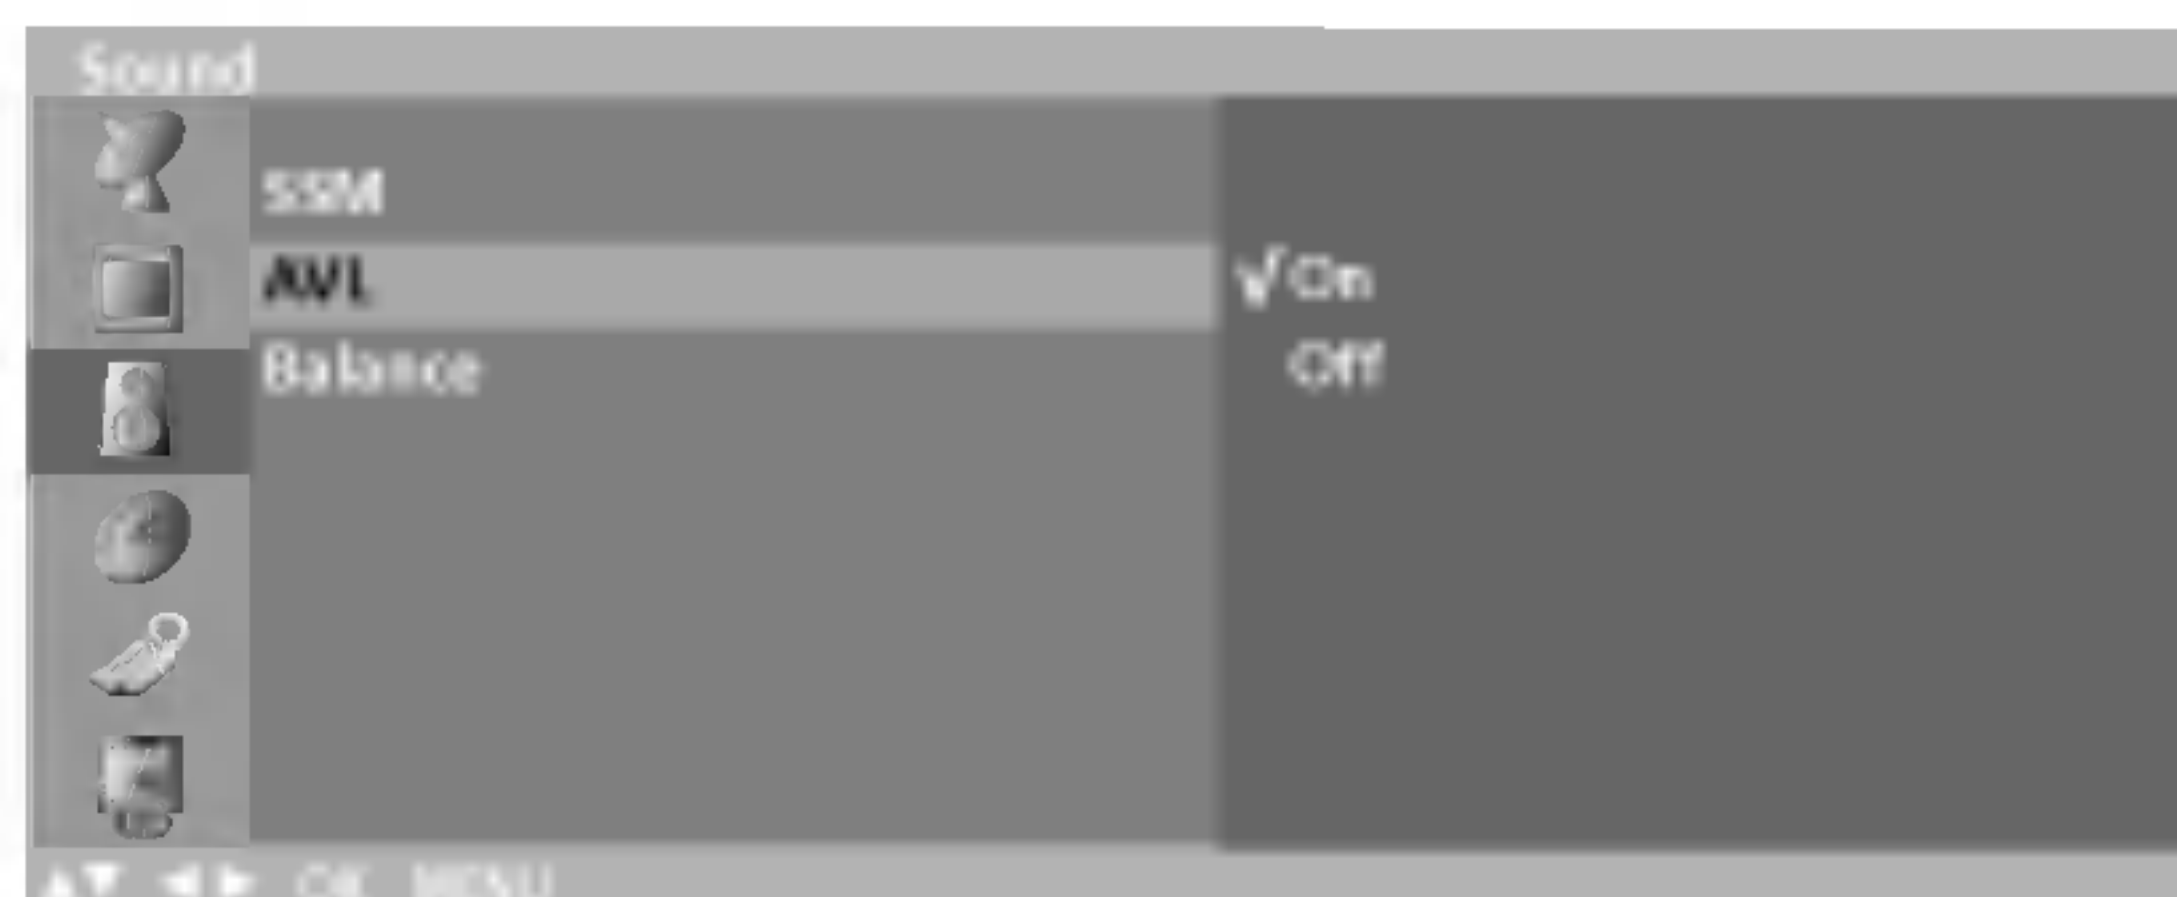 Sound
SSM
AVL √ On
Off
Balance
▲▼ ◀▶ OK MENU